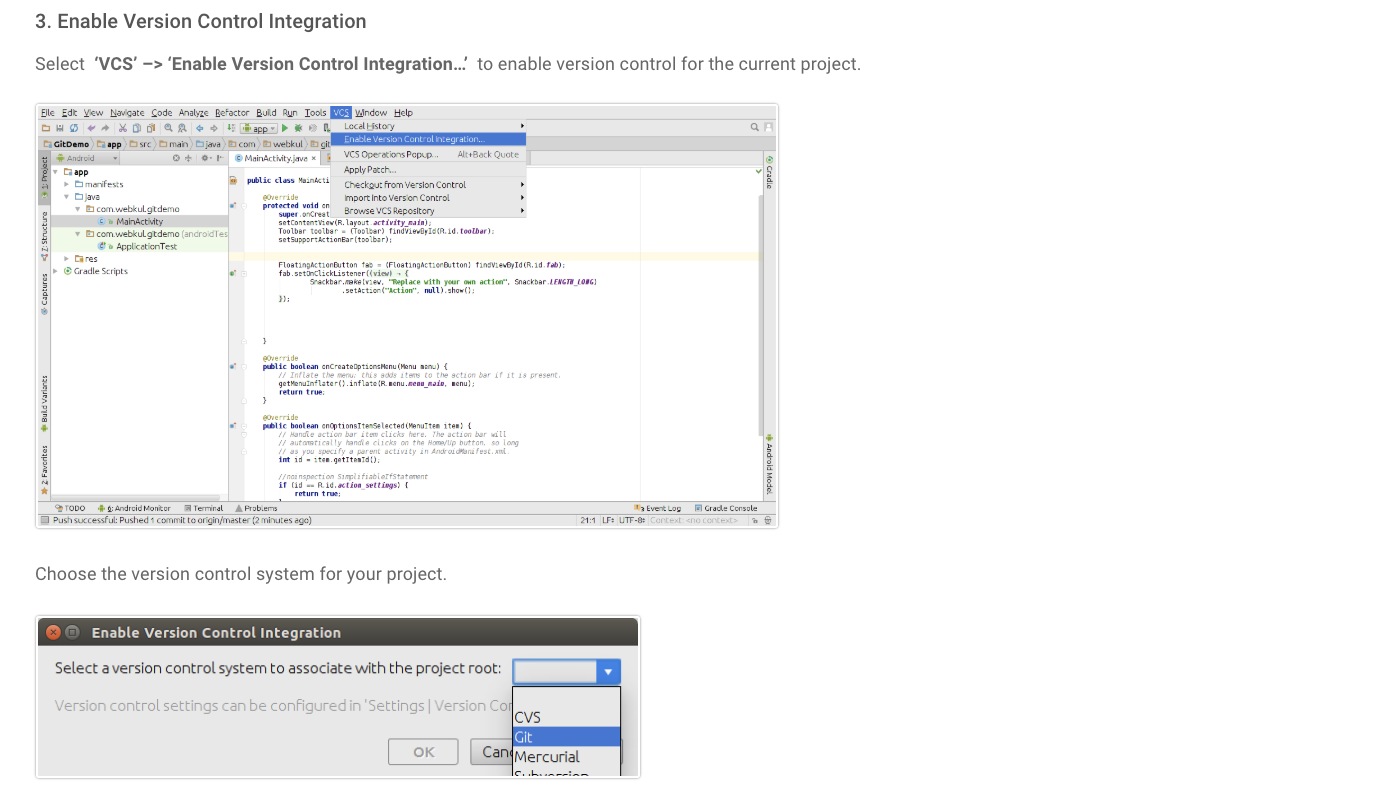 3. Enable Version Control Integration
Select ‘VCS’ –> ‘Enable Version Control Integration…’ to enable version control for the current project.
File Edit View Navigate Code Analyze Refactor Build Run Tools VCS Window Help
app
Local History
Enable Version Control Integration...
VCS Operations Popup... Alt+Back Quote
Apply Patch...
Checkout from Version Control
Import into Version Control
Browse VCS Repository
GitDemo app src main java com webkul git
Android
MainActivity.java
1: Project
7: Structure
Captures
Build Variants
2: Favorites
app
manifests
java
com.webkul.gitdemo
MainActivity
com.webkul.gitdemo (androidTes
ApplicationTest
res
Gradle Scripts
public class MainActi
@Override
protected void on
super.onCreat
setContentView(R.layout.activity_main);
Toolbar toolbar = (Toolbar) findViewById(R.id.toolbar);
setSupportActionBar(toolbar);
FloatingActionButton fab = (FloatingActionButton) findViewById(R.id.fab);
fab.setOnClickListener((view) → {
Snackbar.make(view, "Replace with your own action", Snackbar.LENGTH_LONG)
.setAction("Action", null).show();
});
}
@Override
public boolean onCreateOptionsMenu(Menu menu) {
// Inflate the menu; this adds items to the action bar if it is present.
getMenuInflater().inflate(R.menu.menu_main, menu);
return true;
}
@Override
public boolean onOptionsItemSelected(MenuItem item) {
// Handle action bar item clicks here. The action bar will
// automatically handle clicks on the Home/Up button, so long
// as you specify a parent activity in AndroidManifest.xml.
int id = item.getItemId();
//noinspection SimplifiableIfStatement
if (id == R.id.action_settings) {
return true;
Gradle
Android Model
TODO 6: Android Monitor Terminal Problems Event Log Gradle Console
Push successful: Pushed 1 commit to origin/master (2 minutes ago) 21:1 LF UTF-8 Context: <no context>
Choose the version control system for your project.
Enable Version Control Integration
Select a version control system to associate with the project root:
Version control settings can be configured in 'Settings | Version Con
CVS
Git
Mercurial
Subversion
OK Canc